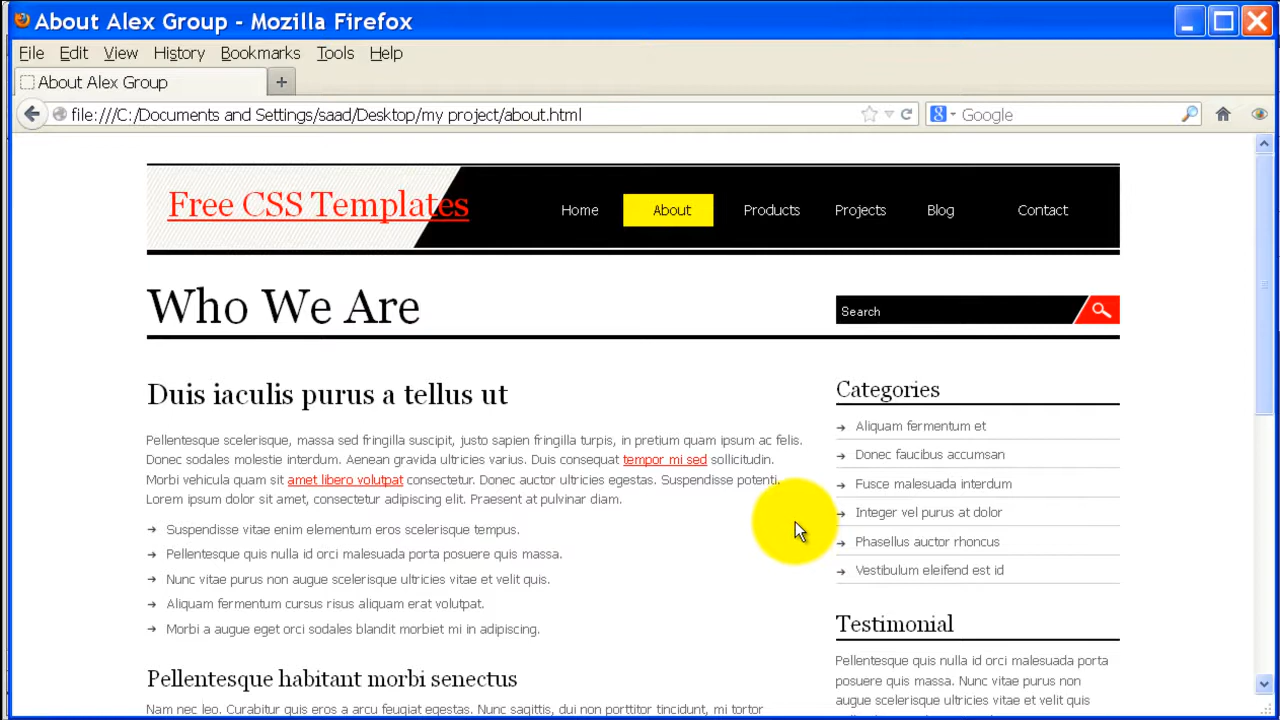 About Alex Group - Mozilla Firefox
File Edit View History Bookmarks Tools Help
About Alex Group
file:///C:/Documents and Settings/saad/Desktop/my project/about.html
Google
Free CSS Templates
Home About Products Projects Blog Contact
Who We Are
Search
Duis iaculis purus a tellus ut
Pellentesque scelerisque, massa sed fringilla suscipit, justo sapien fringilla turpis, in pretium quam ipsum ac felis.
Donec sodales molestie interdum. Aenean gravida ultricies varius. Duis consequat tempor mi sed sollicitudin.
Morbi vehicula quam sit amet libero volutpat consectetur. Donec auctor ultricies egestas. Suspendisse potenti.
Lorem ipsum dolor sit amet, consectetur adipiscing elit. Praesent at pulvinar diam.
Suspendisse vitae enim elementum eros scelerisque tempus.
Pellentesque quis nulla id orci malesuada porta posuere quis massa.
Nunc vitae purus non augue scelerisque ultricies vitae et velit quis.
Aliquam fermentum cursus risus aliquam erat volutpat.
Morbi a augue eget orci sodales blandit morbiet mi in adipiscing.
Pellentesque habitant morbi senectus
Nam nec leo. Curabitur quis eros a arcu feugiat egestas. Nunc sagittis, dui non porttitor tincidunt, mi tortor
Categories
Aliquam fermentum et
Donec faucibus accumsan
Fusce malesuada interdum
Integer vel purus at dolor
Phasellus auctor rhoncus
Vestibulum eleifend est id
Testimonial
Pellentesque quis nulla id orci malesuada porta
posuere quis massa. Nunc vitae purus non
augue scelerisque ultricies vitae velit quis